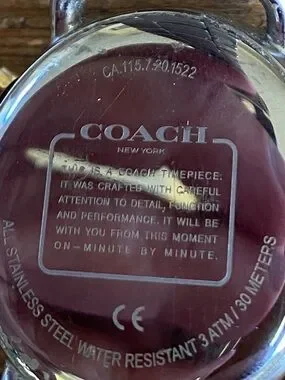 CA.115.7.20.1522
COACH
NEW YORK
THIS IS A COACH TIMEPIECE:
IT WAS CRAFTED WITH CAREFUL
ATTENTION TO DETAIL, FUNCTION
AND PERFORMANCE. IT WILL BE
WITH YOU FROM THIS MOMENT
ON-MINUTE BY MINUTE.
CE
ALL STAINLESS STEEL WATER RESISTANT 3 ATM / 30 METERS